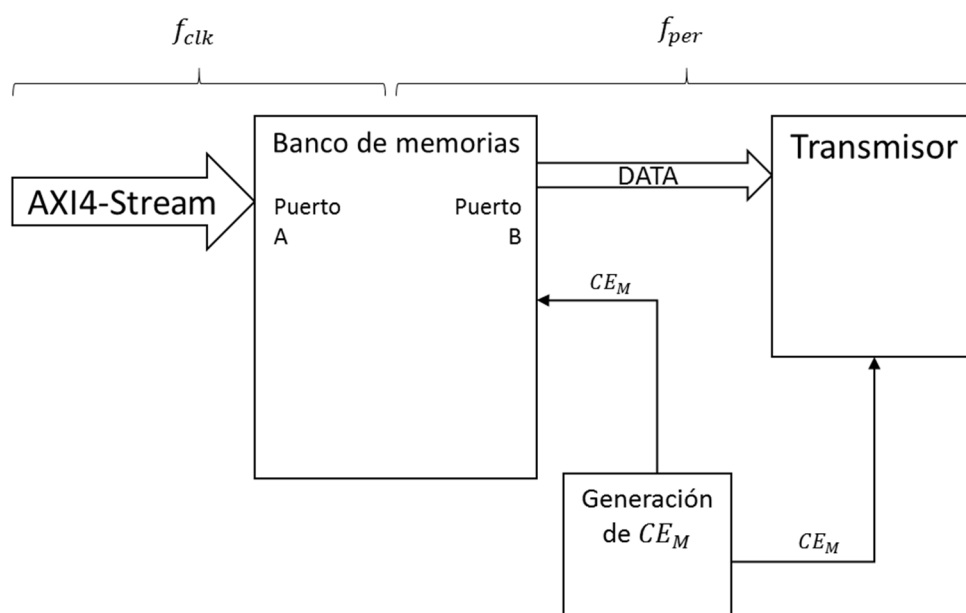 f_clk
f_per
Banco de memorias
Transmisor
AXI4-Stream
DATA
Puerto
A
Puerto
B
CE_M
Generación
de CE_M
CE_M